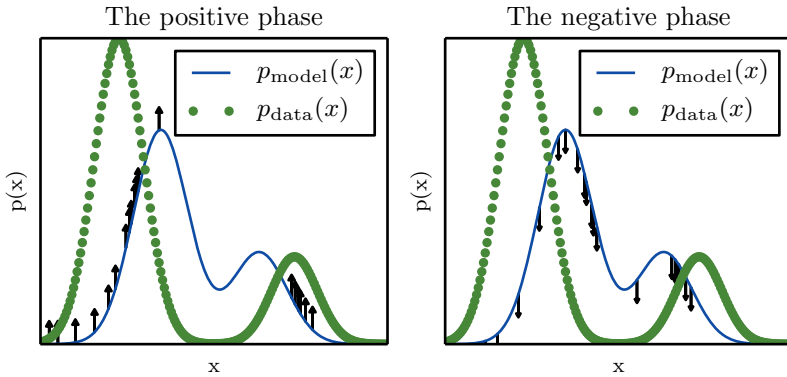 The positive phase
p_model(x)
p_data(x)
p(x)
x
The negative phase
p_model(x)
p_data(x)
p(x)
x